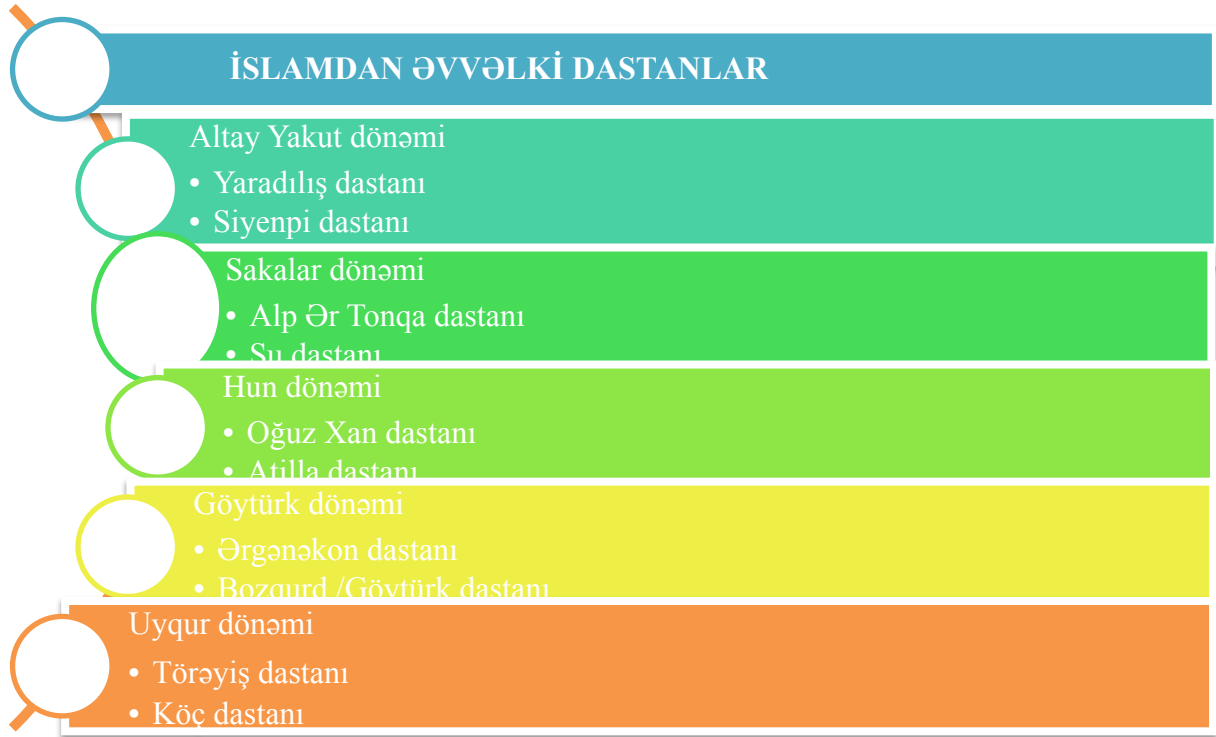 İSLAMDAN ƏVVƏLKİ DASTANLAR
Altay Yakut dönəmi
• Yaradılış dastanı
• Siyenpi dastanı
Sakalar dönəmi
• Alp Ər Tonqa dastanı
• Su dastanı
Hun dönəmi
• Oğuz Xan dastanı
• Atilla dastanı
Göytürk dönəmi
• Ərgənəkon dastanı
• Bozqurd /Göytürk dastanı
Uyqur dönəmi
• Törəyiş dastanı
• Köç dastanı